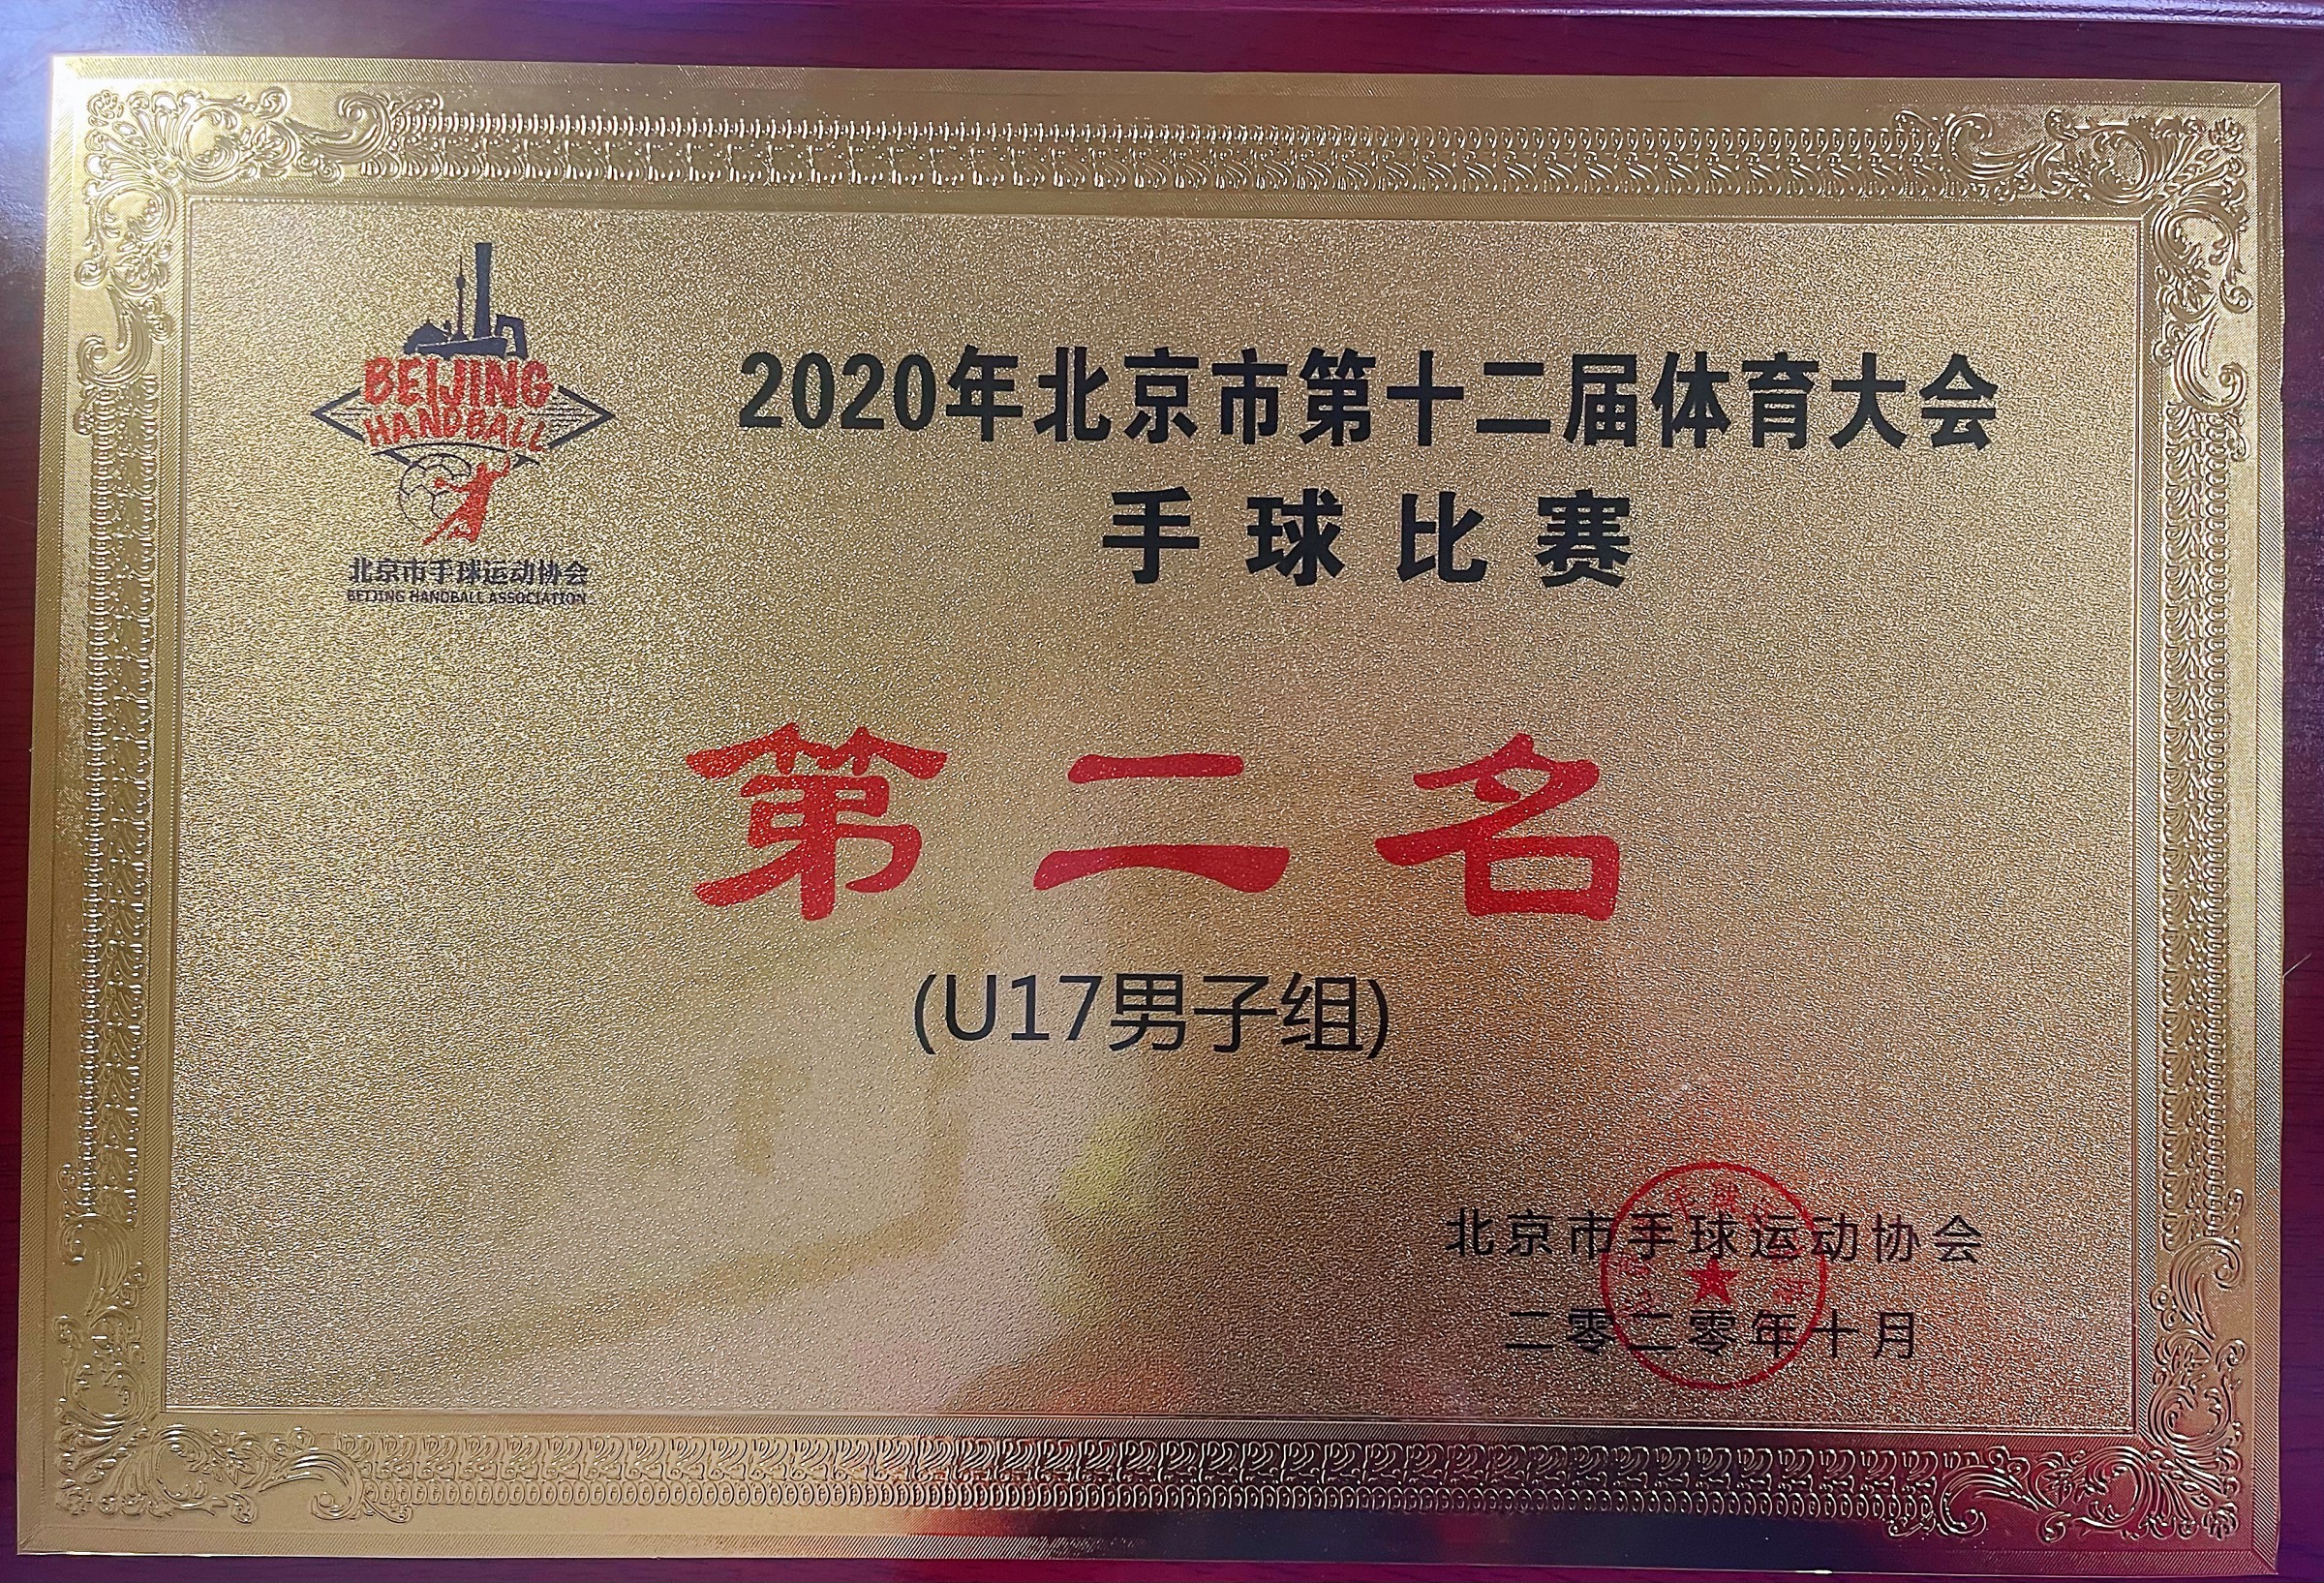 BEIJING
HANDBALL
北京市手球运动协会
BEIJING HANDBALL ASSOCIATION
2020年北京市第十二届体育大会
手球比赛
第二名
(U17男子组)
北京市手球运动协会
二零二零年十月